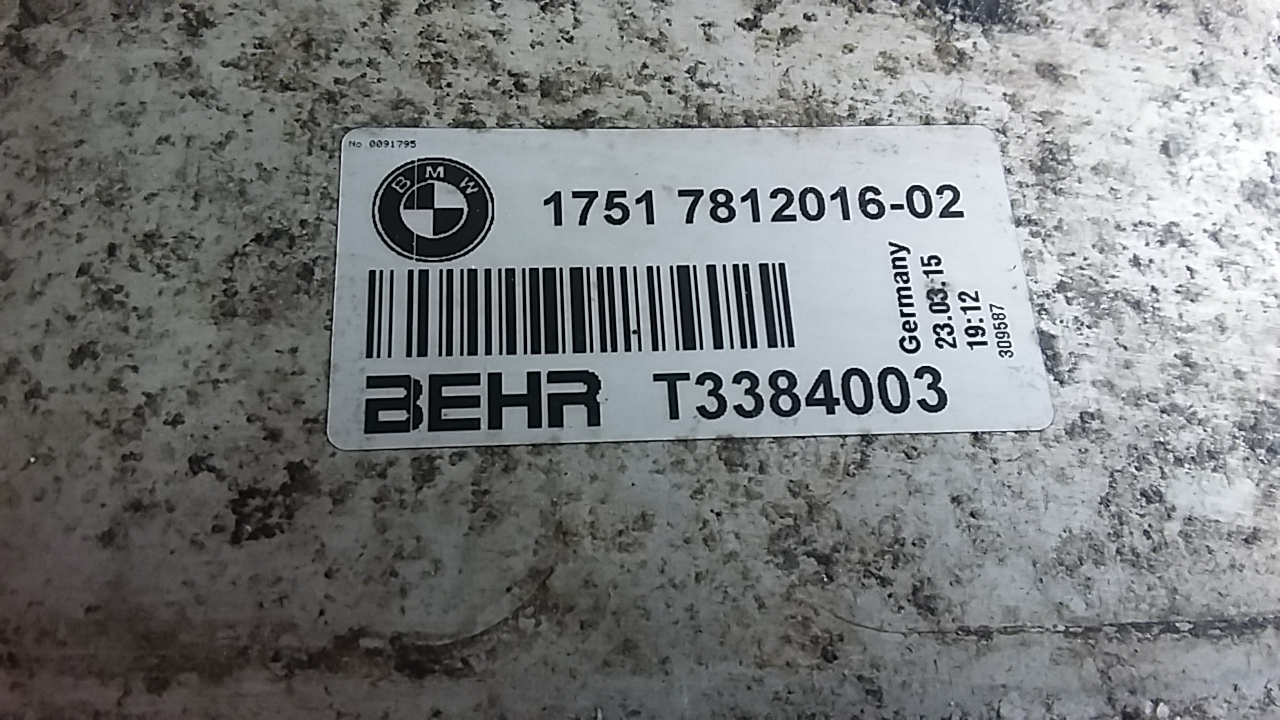 No 0091795
BMW
1751 7812016-02
Germany
23.03.15
19:12
309587
BEHR T3384003